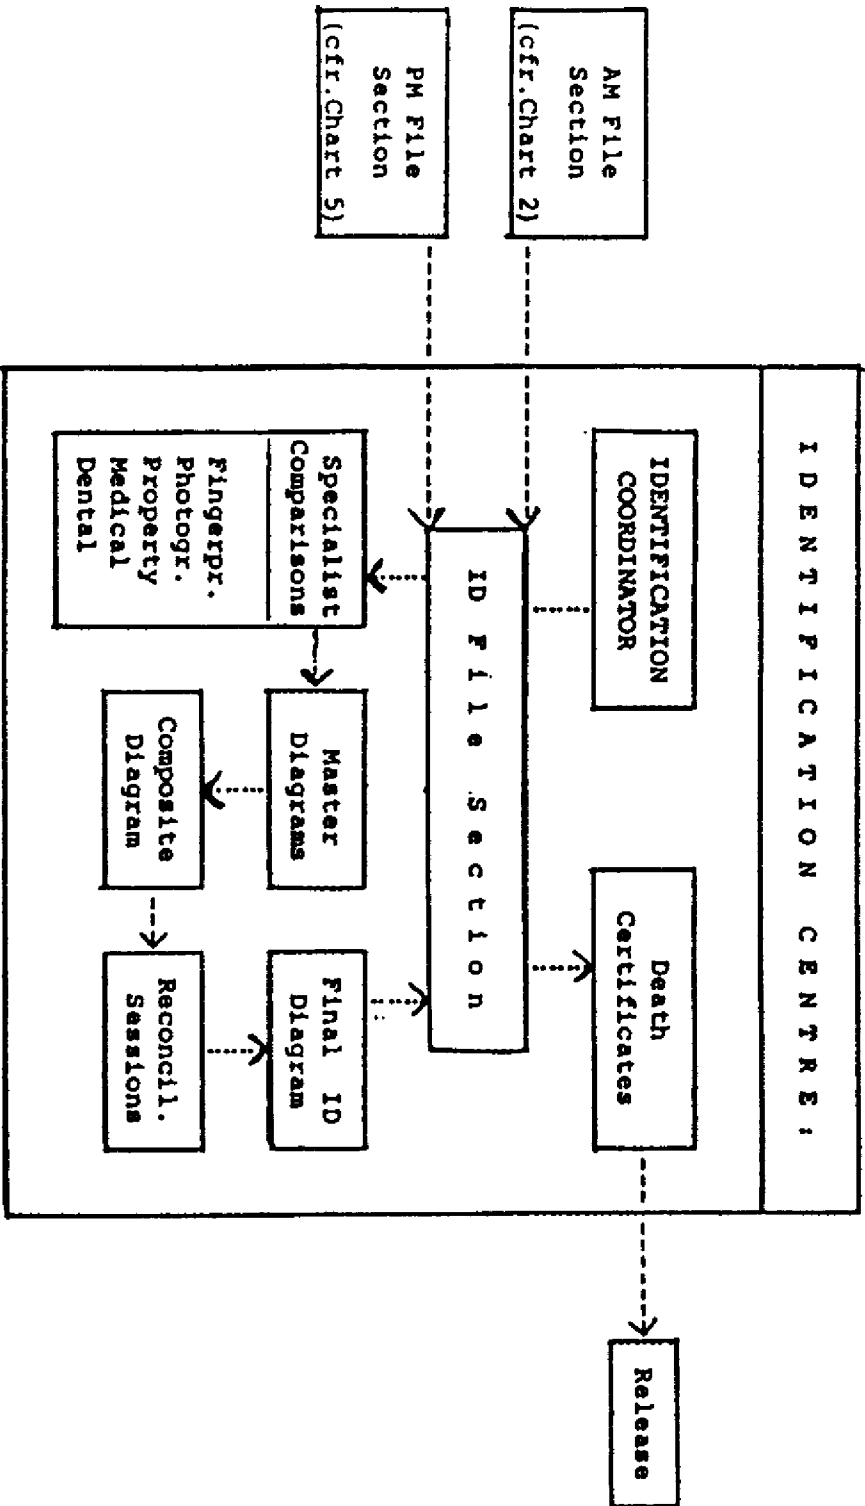 IDENTIFICATION CENTRE:
AM File
Section
(cfr.Chart 2)
PM File
Section
(cfr.Chart 5)
IDENTIFICATION
COORDINATOR
Death
Certificates
Release
ID File Section
Specialist
Comparisons
Fingerpr.
Photogr.
Property
Medical
Dental
Master
Diagrams
Final ID
Diagram
Composite
Diagram
Reconcil.
Sessions